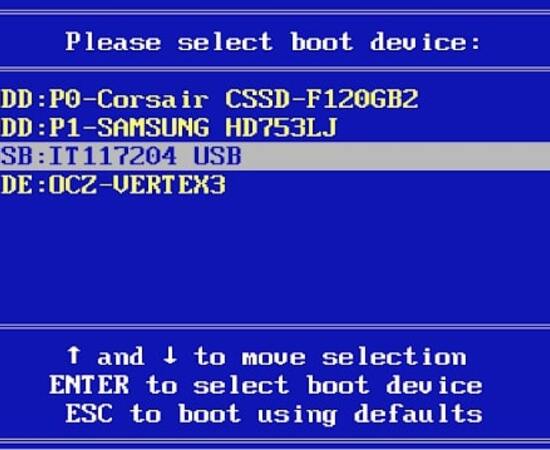 Please select boot device:
DD:P0-Corsair CSSD-F120GB2
DD:P1-SAMSUNG HD753LJ
SB:IT117204 USB
DE:OCZ-VERTEX3
↑ and ↓ to move selection
ENTER to select boot device
ESC to boot using defaults